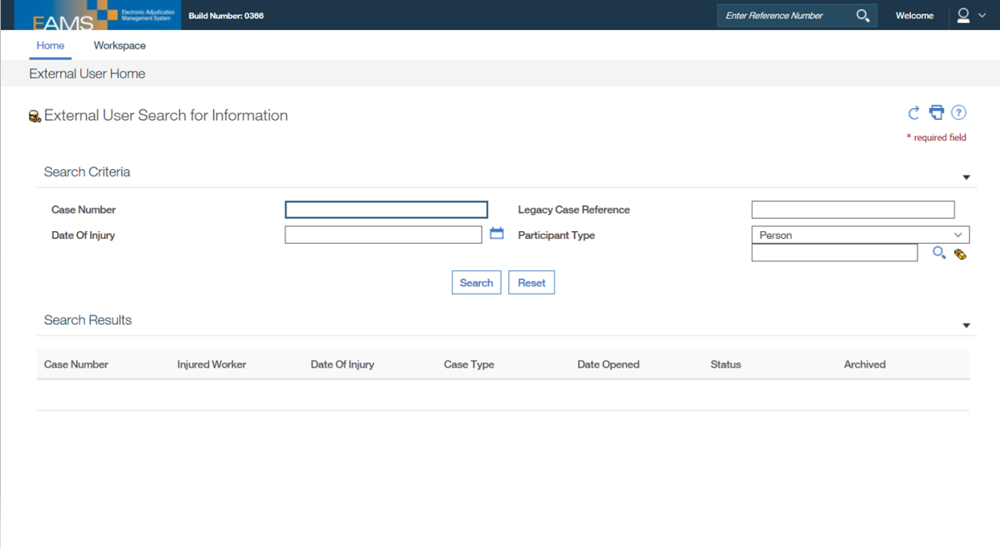 EAMS
Electronic Adjudication
Management System
Build Number: 0366
Enter Reference Number
Welcome
Home
Workspace
External User Home
External User Search for Information
?
* required field
Search Criteria
Case Number
Legacy Case Reference
Date Of Injury
Participant Type
Person
Search
Reset
Search Results
Case Number Injured Worker Date Of Injury Case Type Date Opened Status Archived